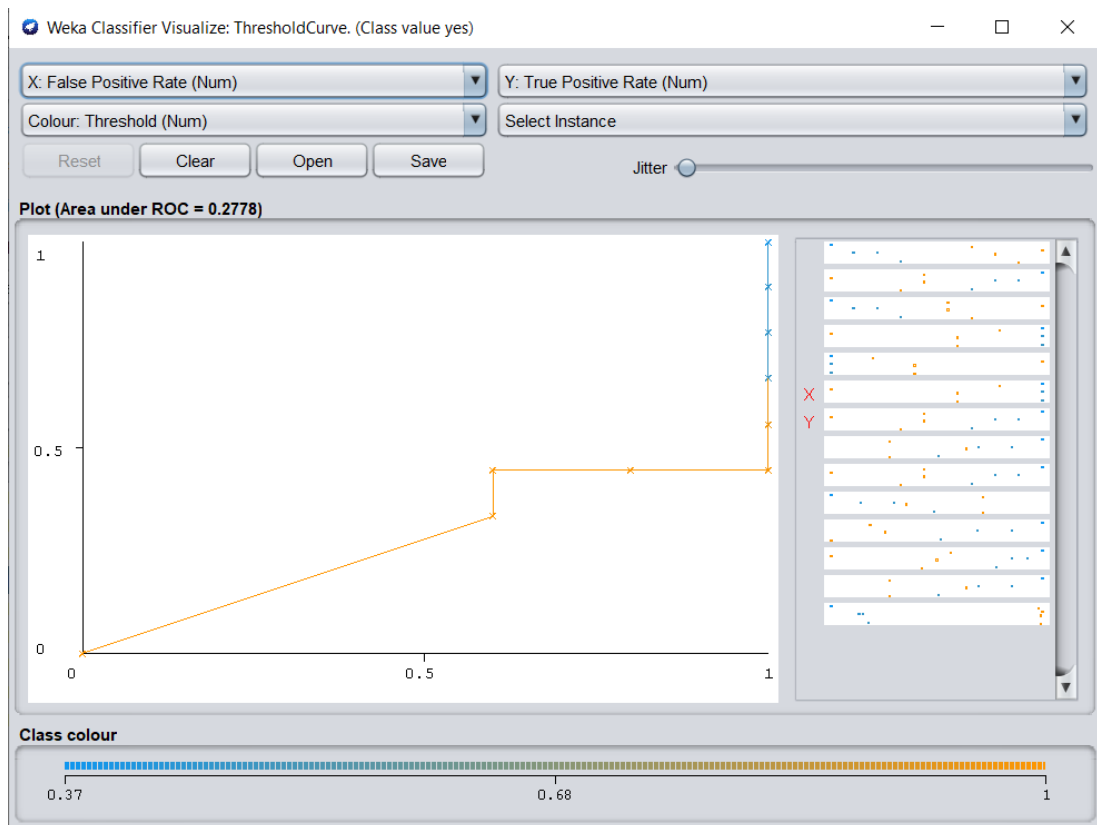 Weka Classifier Visualize: ThresholdCurve. (Class value yes)
X: False Positive Rate (Num)
Y: True Positive Rate (Num)
Colour: Threshold (Num)
Select Instance
Reset
Clear
Open
Save
Jitter
Plot (Area under ROC = 0.2778)
1
0.5
0
0
0.5
1
X
Y
Class colour
0.37
0.68
1